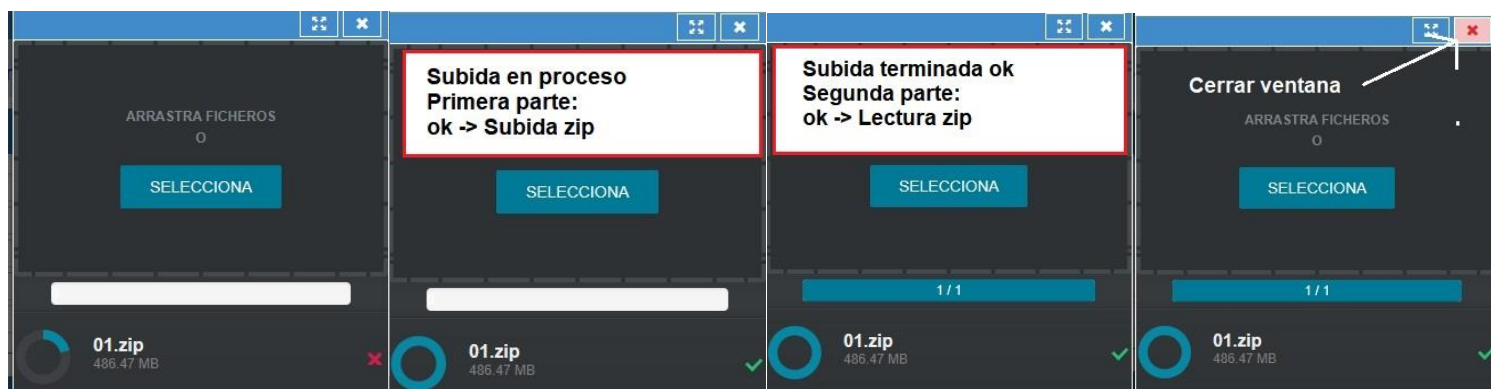 ARRASTRA FICHEROS
O
SELECCIONA
01.zip
486.47 MB
Subida en proceso
Primera parte:
ok -> Subida zip
SELECCIONA
01.zip
486.47 MB
Subida terminada ok
Segunda parte:
ok -> Lectura zip
SELECCIONA
1 / 1
01.zip
486.47 MB
Cerrar ventana
ARRASTRA FICHEROS
O
SELECCIONA
1 / 1
01.zip
486.47 MB